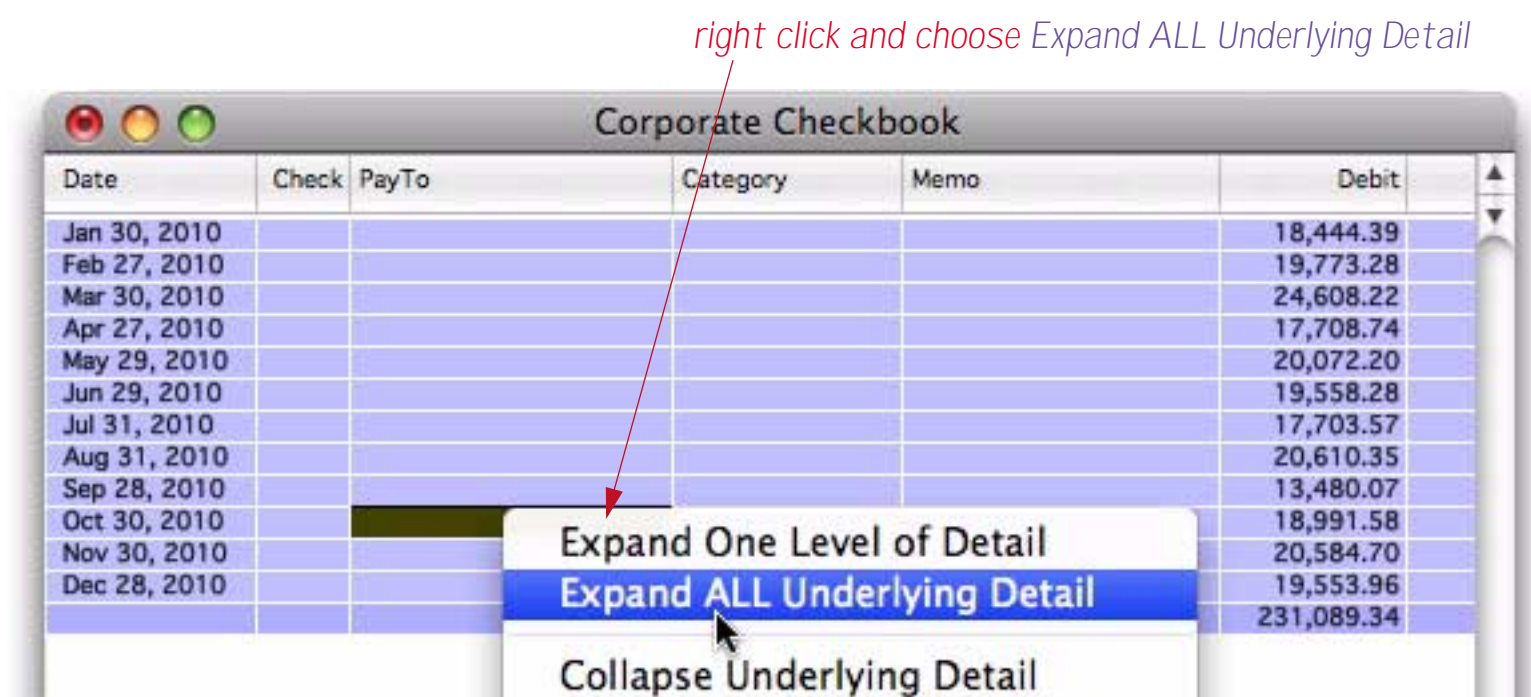 right click and choose Expand ALL Underlying Detail
Corporate Checkbook
Date Check PayTo Category Memo Debit
Jan 30, 2010 18,444.39
Feb 27, 2010 19,773.28
Mar 30, 2010 24,608.22
Apr 27, 2010 17,708.74
May 29, 2010 20,072.20
Jun 29, 2010 19,558.28
Jul 31, 2010 17,703.57
Aug 31, 2010 20,610.35
Sep 28, 2010 13,480.07
Oct 30, 2010 18,991.58
Nov 30, 2010 20,584.70
Dec 28, 2010 19,553.96
231,089.34
Expand One Level of Detail
Expand ALL Underlying Detail
Collapse Underlying Detail